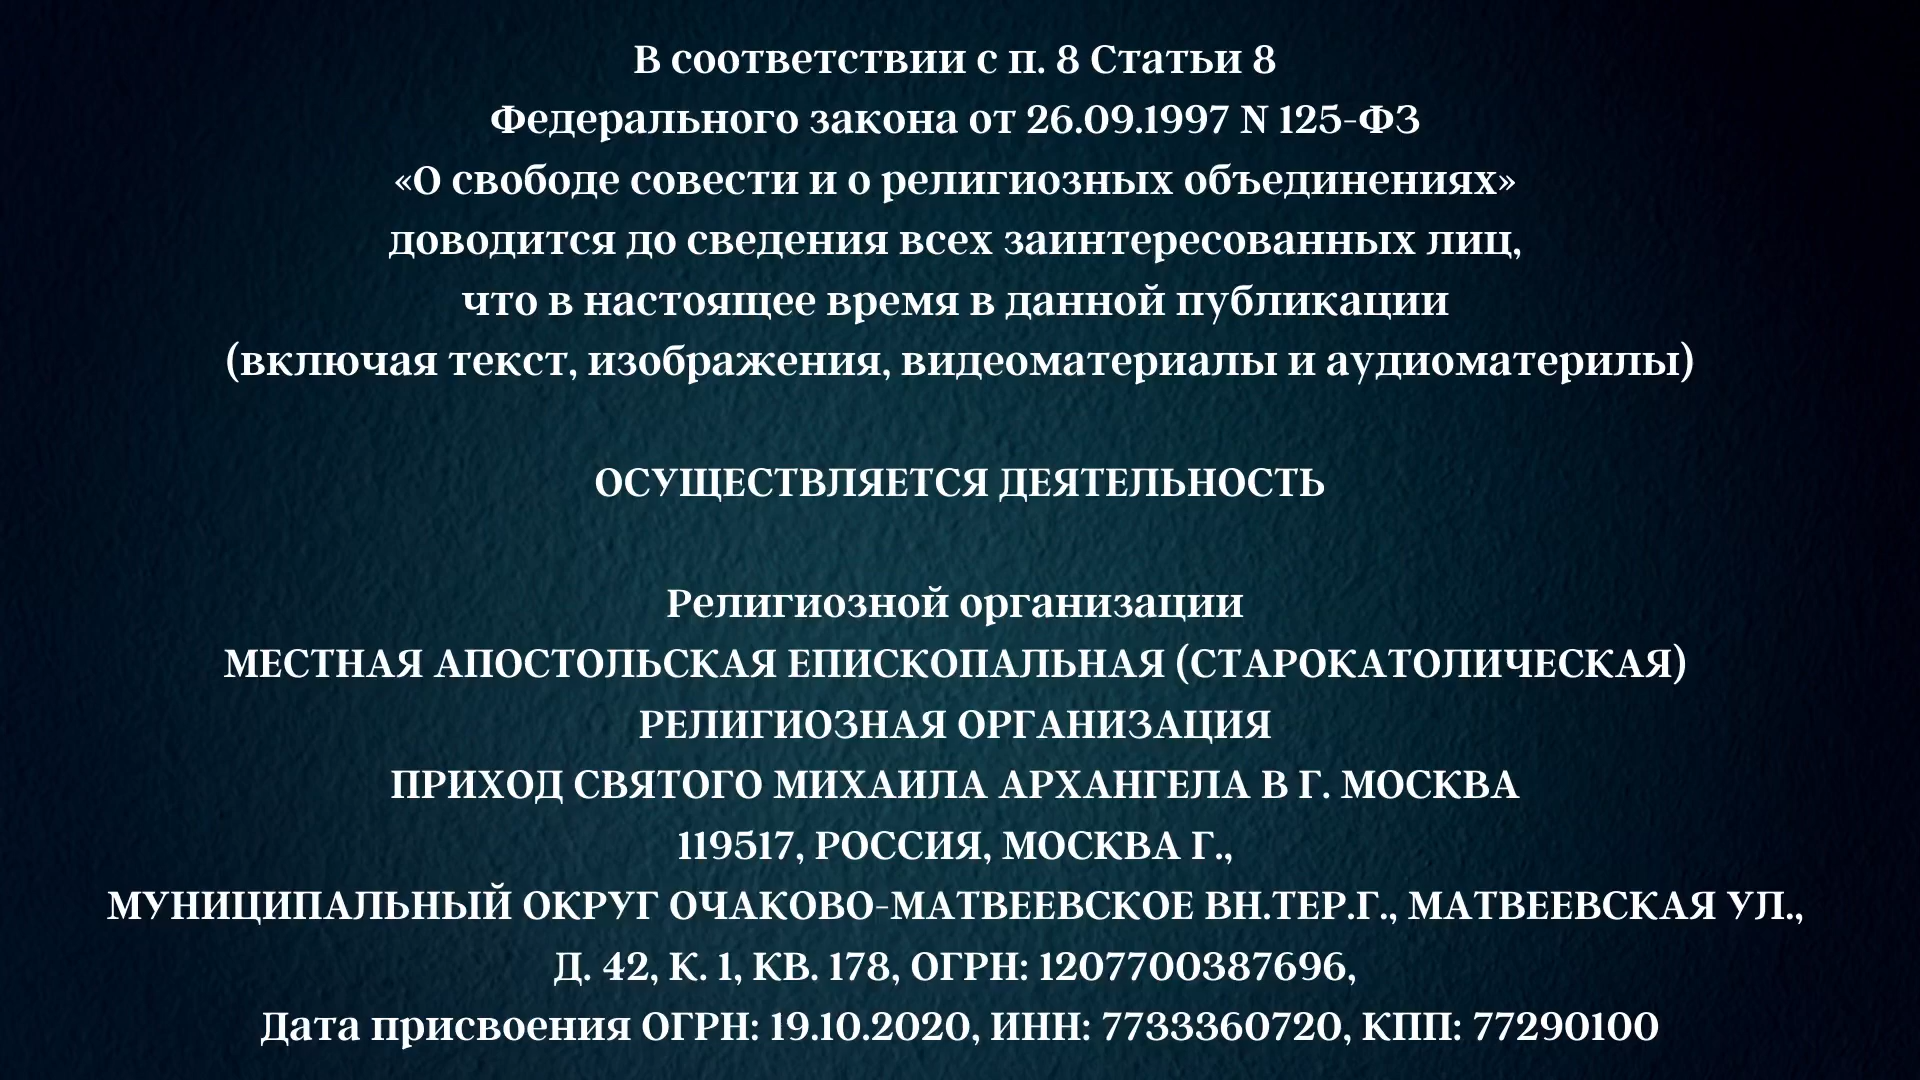 В соответствии с п. 8 Статьи 8
Федерального закона от 26.09.1997 N 125-ФЗ
«О свободе совести и о религиозных объединениях»
доводится до сведения всех заинтересованных лиц,
что в настоящее время в данной публикации
(включая текст, изображения, видеоматериалы и аудиоматерилы)
ОСУЩЕСТВЛЯЕТСЯ ДЕЯТЕЛЬНОСТЬ
Религиозной организации
МЕСТНАЯ АПОСТОЛЬСКАЯ ЕПИСКОПАЛЬНАЯ (СТАРОКАТОЛИЧЕСКАЯ)
РЕЛИГИОЗНАЯ ОРГАНИЗАЦИЯ
ПРИХОД СВЯТОГО МИХАИЛА АРХАНГЕЛА В Г. МОСКВА
119517, РОССИЯ, МОСКВА Г.,
МУНИЦИПАЛЬНЫЙ ОКРУГ ОЧАКОВО-МАТВЕЕВСКОЕ ВН.ТЕР.Г., МАТВЕЕВСКАЯ УЛ.,
Д. 42, К. 1, КВ. 178, ОГРН: 1207700387696,
Дата присвоения ОГРН: 19.10.2020, ИНН: 7733360720, КПП: 77290100